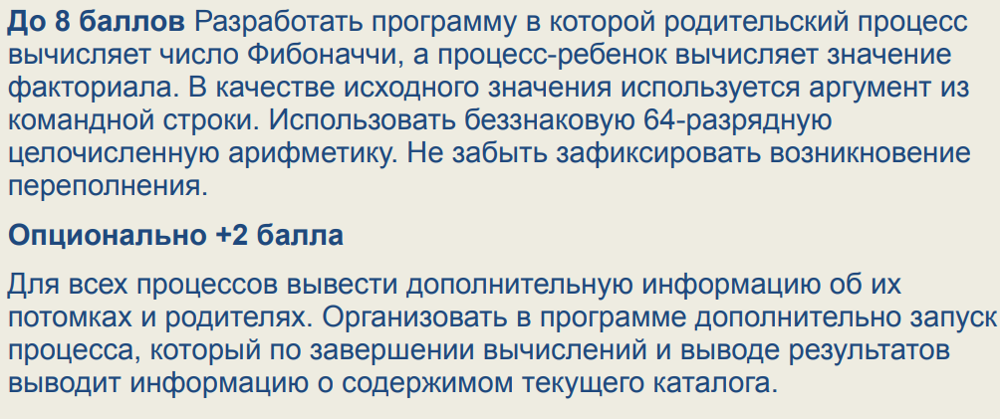 До 8 баллов Разработать программу в которой родительский процесс
вычисляет число Фибоначчи, а процесс-ребенок вычисляет значение
факториала. В качестве исходного значения используется аргумент из
командной строки. Использовать беззнаковую 64-разрядную
целочисленную арифметику. Не забыть зафиксировать возникновение
переполнения.
Опционально +2 балла
Для всех процессов вывести дополнительную информацию об их
потомках и родителях. Организовать в программе дополнительно запуск
процесса, который по завершении вычислений и выводе результатов
выводит информацию о содержимом текущего каталога.